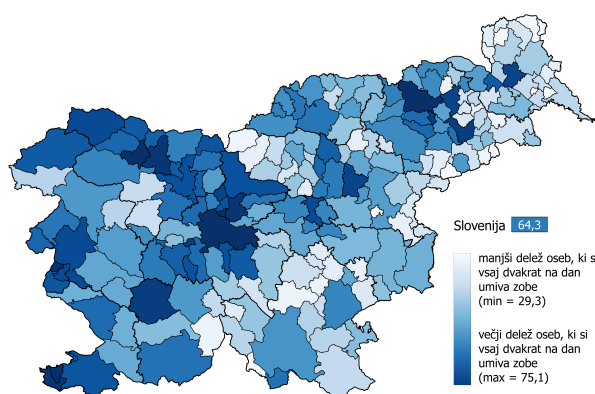 Slovenija 64,3
manjši delež oseb, ki si
vsaj dvakrat na dan
umiva zobe
(min = 29,3)
večji delež oseb, ki si
vsaj dvakrat na dan
umiva zobe
(max = 75,1)